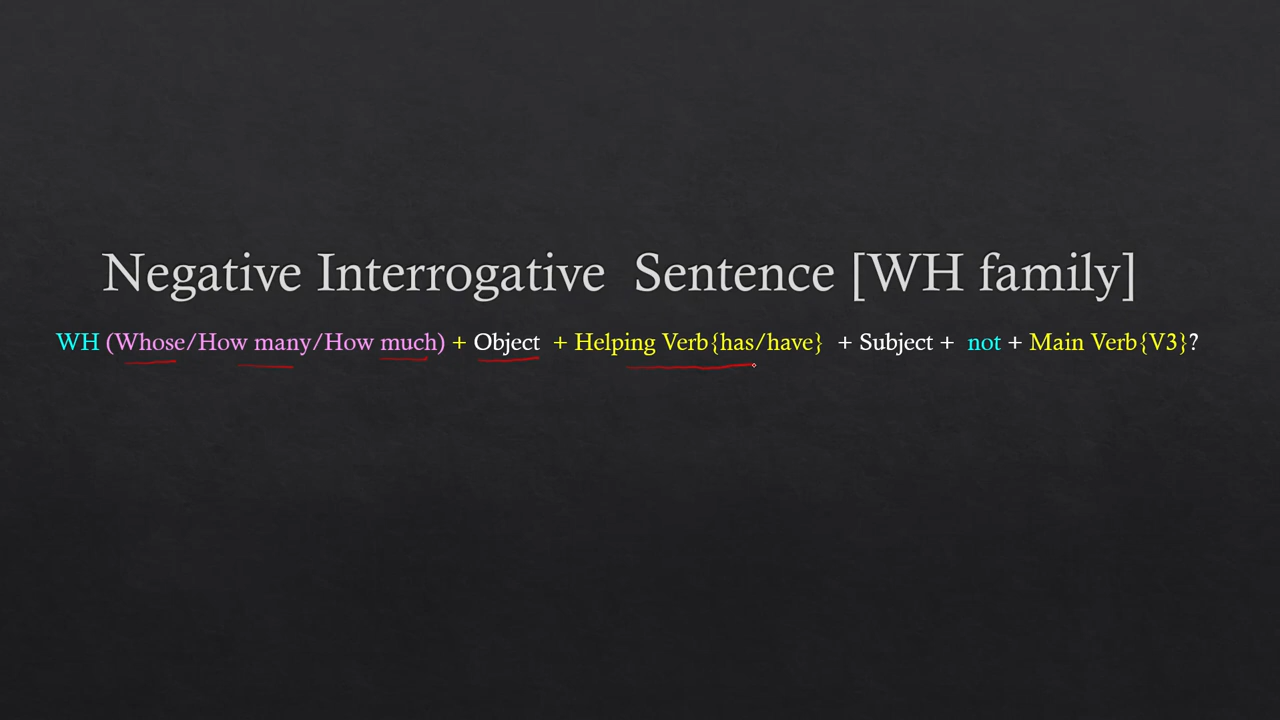 Negative Interrogative Sentence [WH family]
WH (Whose/How many/How much) + Object + Helping Verb{has/have} + Subject + not + Main Verb{V3}?